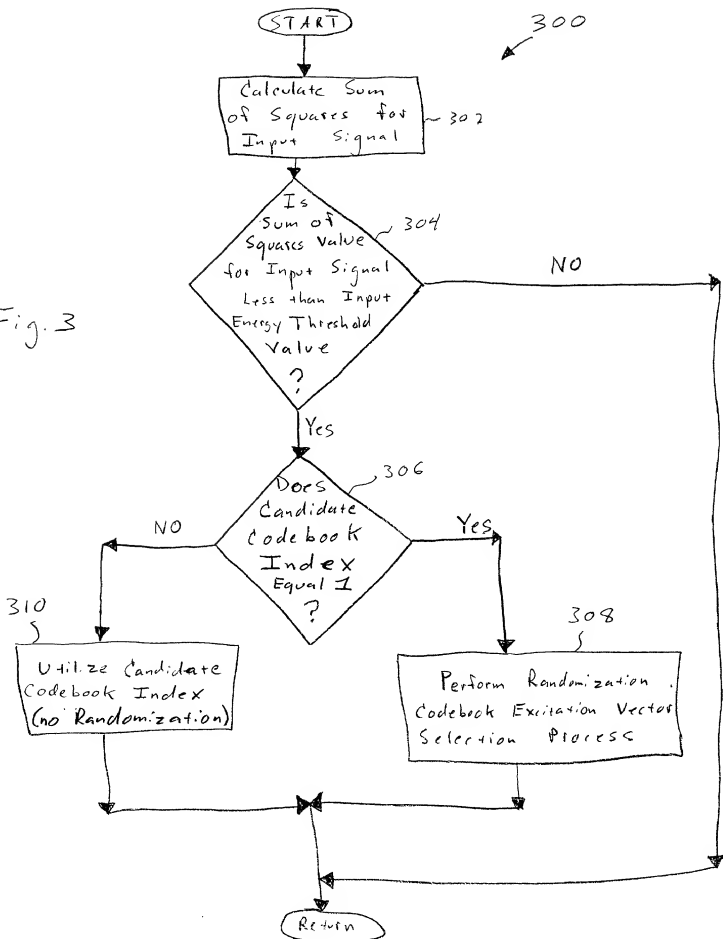 START
300
Calculate Sum
of Squares for
Input Signal
302
Is
Sum of
Squares Value
for Input Signal
Less than Input
Energy Threshold
Value
?
304
NO
Fig. 3
Yes
306
Does
Candidate
Codebook
Index
Equal 1
?
NO
Yes
310
308
Utilize Candidate
Codebook Index
(no Randomization)
Perform Randomization
Codebook Excitation Vector
Selection Process
Return